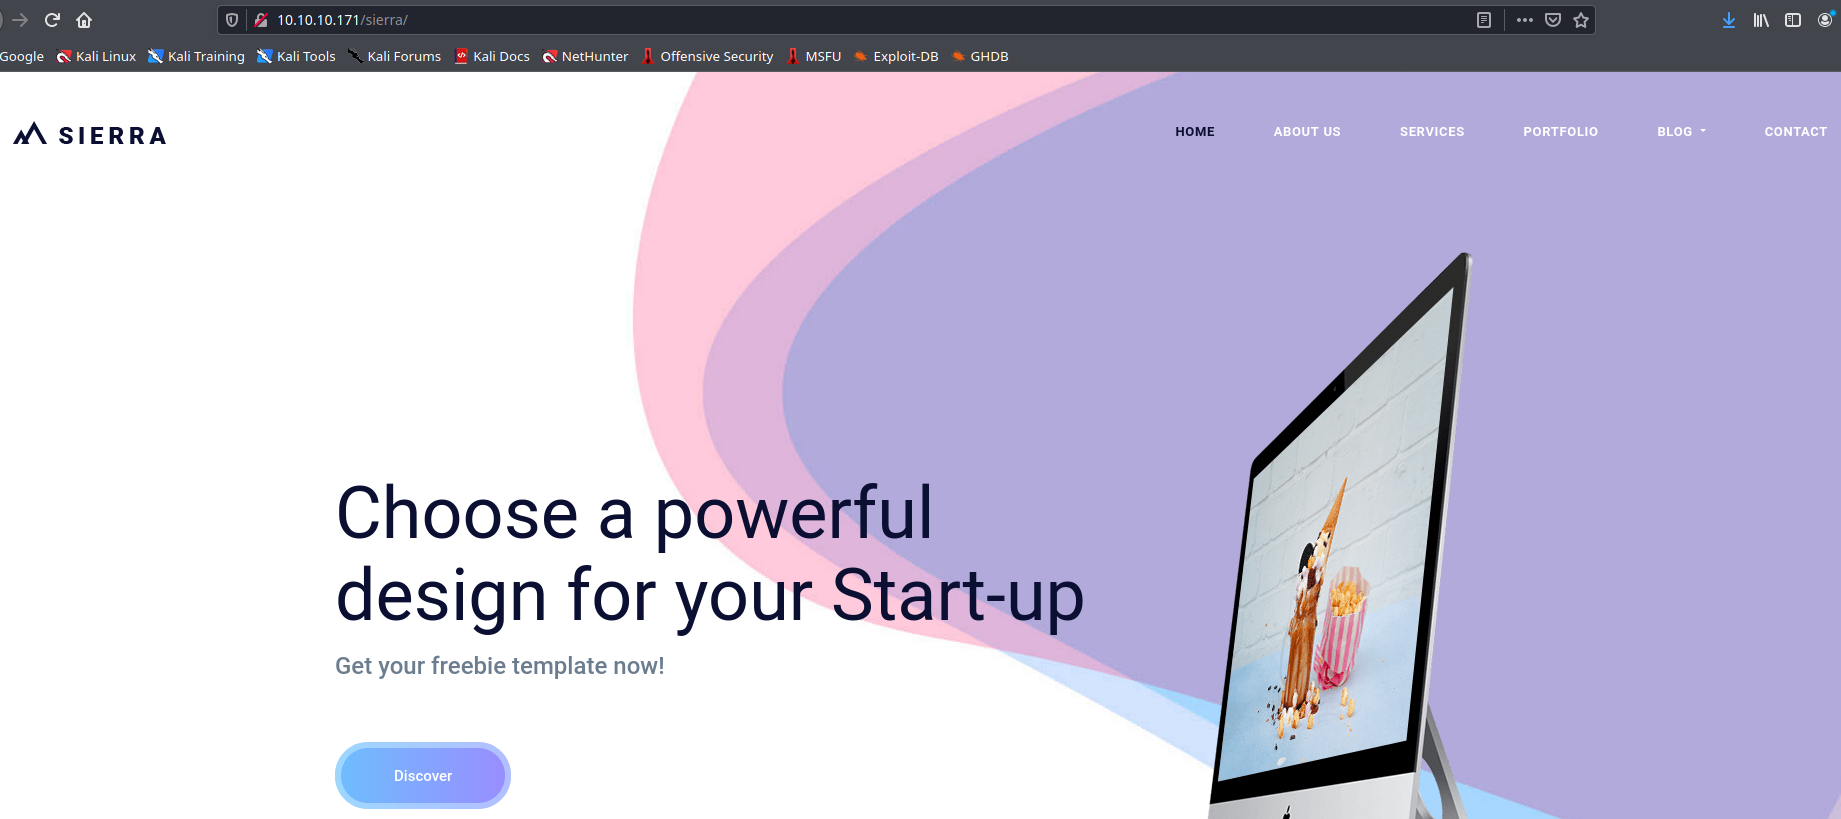 10.10.10.171/sierra/
Google Kali Linux Kali Training Kali Tools Kali Forums Kali Docs NetHunter Offensive Security MSFU Exploit-DB GHDB
SIERRA HOME ABOUT US SERVICES PORTFOLIO BLOG CONTACT
Choose a powerful
design for your Start-up
Get your freebie template now!
Discover